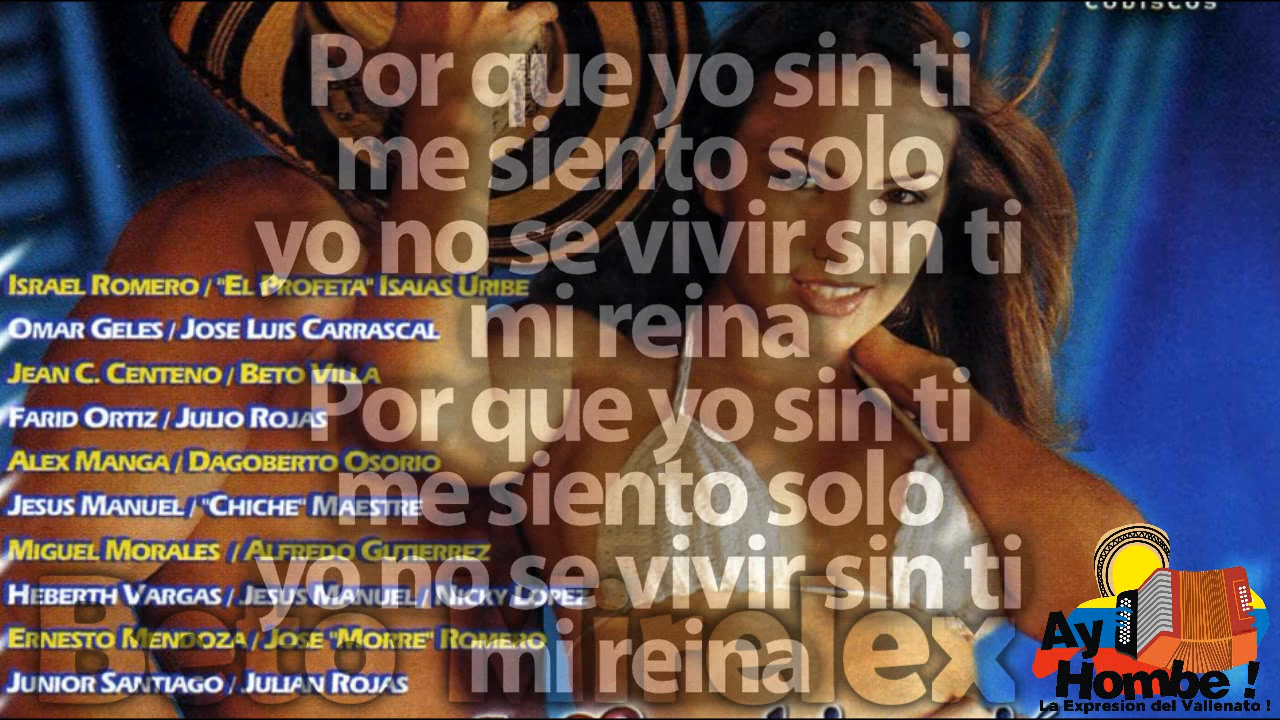 CODISCOS
Por que yo sin ti
me siento solo
yo no se vivir sin ti
mi reina
Por que yo sin ti
me siento solo
yo no se vivir sin ti
mi reina
ISRAEL ROMERO / "EL PROFETA" ISAIAS URIBE
OMAR GELES / JOSE LUIS CARRASCAL
JEAN C. CENTENO / BETO VILLA
FARID ORTIZ / JULIO ROJAS
ALEX MANGA / DAGOBERTO OSORIO
JESUS MANUEL / "CHICHE" MAESTRE
MIGUEL MORALES / ALFREDO GUTIERREZ
HEBERTH VARGAS / JESUS MANUEL / NICKY LOPEZ
ERNESTO MENDOZA / JOSE "MORRE" ROMERO
JUNIOR SANTIAGO / JULIAN ROJAS
Beto
Ay
Hombe !
La Expresion del Vallenato !